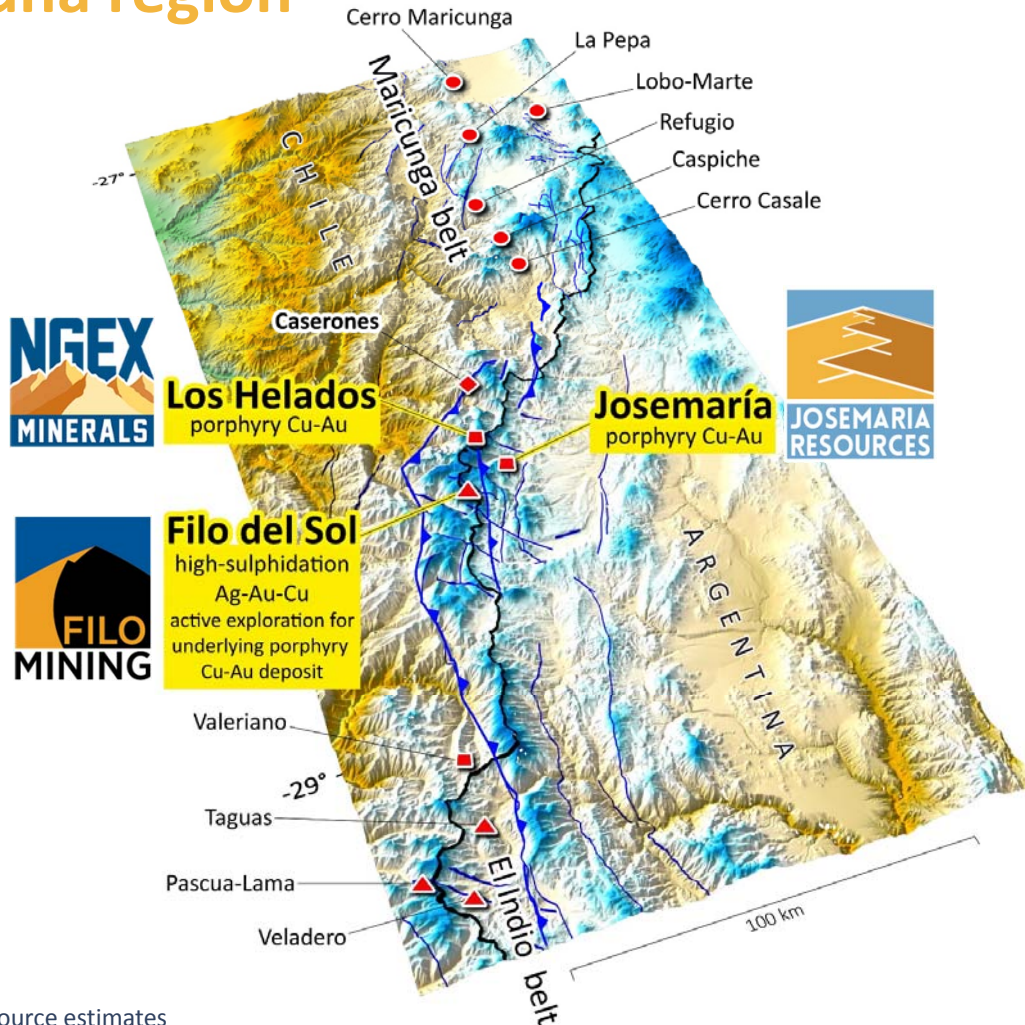 region
Cerro Maricunga
La Pepa
Lobo-Marte
Refugio
Caspiche
Cerro Casale
Maricunga belt
CHILE
-27°
Caserones
NGEX
MINERALS
Los Helados
porphyry Cu-Au
Josemaría
porphyry Cu-Au
JOSEMARIA
RESOURCES
Filo del Sol
high-sulphidation
Ag-Au-Cu
active exploration for
underlying porphyry
Cu-Au deposit
FILO
MINING
ARGENTINA
Valeriano
-29°
Taguas
Pascua-Lama
Veladero
El Indio belt
100 km
estimates